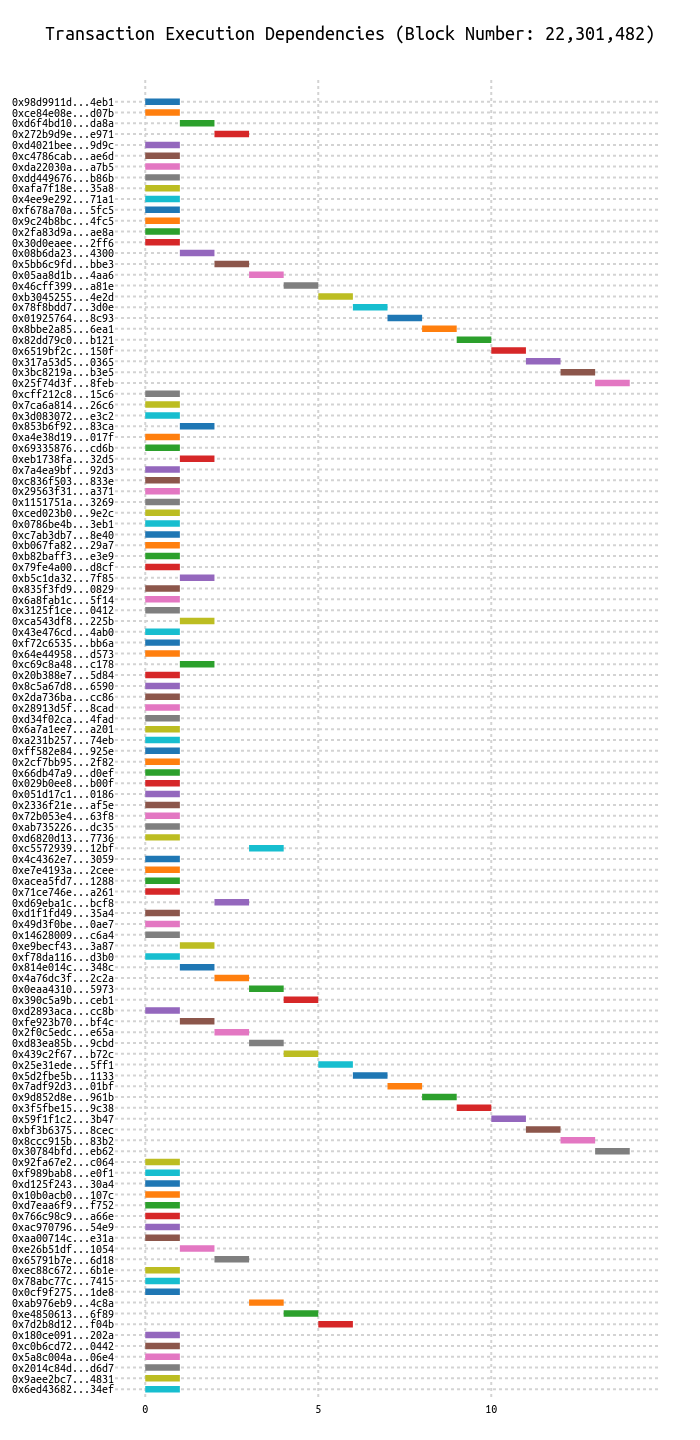 Transaction Execution Dependencies (Block Number: 22,301,482)
0x98d9911d...4eb1
0xce84e08e...d07b
0xd6f4bd10...da8a
0x272b9d9e...e971
0xd4021bee...9d9c
0xc4786cab...ae6d
0xda22030a...a7b5
0xdd449676...b86b
0xafa7f18e...35a8
0x4ee9e292...71a1
0xf678a70a...5fc5
0x9c24b8bc...4fc5
0x2fa83d9a...ae8a
0x30d0eaee...2ff6
0x08b6da23...4300
0x5bb6c9fd...bbe3
0x05aa8d1b...4aa6
0x46cff399...a81e
0xb3045255...4e2d
0x78f8bdd7...3d0e
0x01925764...8c93
0x8bbe2a85...6ea1
0x82dd79c0...b121
0x6519bf2c...150f
0x317a53d5...0365
0x3bc8219a...b3e5
0x25f74d3f...8feb
0xcff212c8...15c6
0x7ca6a814...26c6
0x3d083072...e3c2
0x853b6f92...83ca
0xa4e38d19...017f
0x69335876...cd6b
0xeb1738fa...32d5
0x7a4ea9bf...92d3
0xc836f503...833e
0x29563f31...a371
0x1151751a...3269
0xced023b0...9e2c
0x0786be4b...3eb1
0xc7ab3db7...8e40
0xb067fa82...29a7
0xb82baff3...e3e9
0x79fe4a00...d8cf
0xb5c1da32...7f85
0x835f3fd9...0829
0x6a8fab1c...5f14
0x3125f1ce...0412
0xca543df8...225b
0x43e476cd...4ab0
0xf72c6535...bb6a
0x64e44958...d573
0xc69c8a48...c178
0x20b388e7...5d84
0x8c5a67d8...6590
0x2da736ba...cc86
0x28913d5f...8cad
0xd34f02ca...4fad
0x6a7a1ee7...a201
0xa231b257...74eb
0xff582e84...925e
0x2cf7bb95...2f82
0x66db47a9...d0ef
0x029b0ee8...b00f
0x051d17c1...0186
0x2336f21e...af5e
0x72b053e4...63f8
0xab735226...dc35
0xd6820d13...7736
0xc5572939...12bf
0x4c4362e7...3059
0xe7e4193a...2cee
0xacea5fd7...1288
0x71ce746e...a261
0xd69eba1c...bcf8
0xd1f1fd49...35a4
0x49d3f0be...0ae7
0x14628009...c6a4
0xe9becf43...3a87
0xf78da116...d3b0
0x814e014c...348c
0x4a76dc3f...2c2a
0x0eaa4310...5973
0x390c5a9b...ceb1
0xd2893aca...cc8b
0xfe923b70...bf4c
0x2f0c5edc...e65a
0xd83ea85b...9cbd
0x439c2f67...b72c
0x25e31ede...5ff1
0x5d2fbe5b...1133
0x7adf92d3...01bf
0x9d852d8e...961b
0x3f5fbe15...9c38
0x59f1f1c2...3b47
0xbf3b6375...8cec
0x8ccc915b...83b2
0x30784bfd...eb62
0x92fa67e2...c064
0xf989bab8...e0f1
0xd125f243...30a4
0x10b0acb0...107c
0xd7eaa6f9...f752
0x766c98c9...a66e
0xac970796...54e9
0xaa00714c...e31a
0xe26b51df...1054
0x65791b7e...6d18
0xec88c672...6b1e
0x78abc77c...7415
0x0cf9f275...1de8
0xab976eb9...4c8a
0xe4850613...6f89
0x7d2b8d12...f04b
0x180ce091...202a
0xc0b6cd72...0442
0x5a8c004a...06e4
0x2014c84d...d6d7
0x9aee2bc7...4831
0x6ed43682...34ef
0 5 10